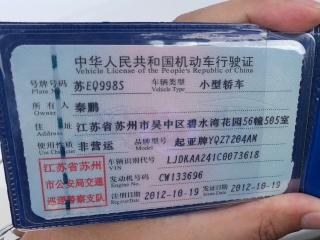 中华人民共和国机动车行驶证
Vehicle License of the People's Republic of China
号牌号码 苏EQ998S 车辆类型 小型轿车
Plate No. Vehicle Type
所有人 秦鹏
Owner
住址 江苏省苏州市吴中区碧水湾花园56幢505室
Address
使用性质 非营运 品牌型号 起亚牌YQZ7204AN
Use Character Model
江苏省苏州市公安局交通巡逻警察支队
车辆识别代号 LJDKAA241C0073618
VIN
发动机号码 CW133696
Engine No.
注册日期 2012-10-19 发证日期 2012-10-19
Register Date Issue Date